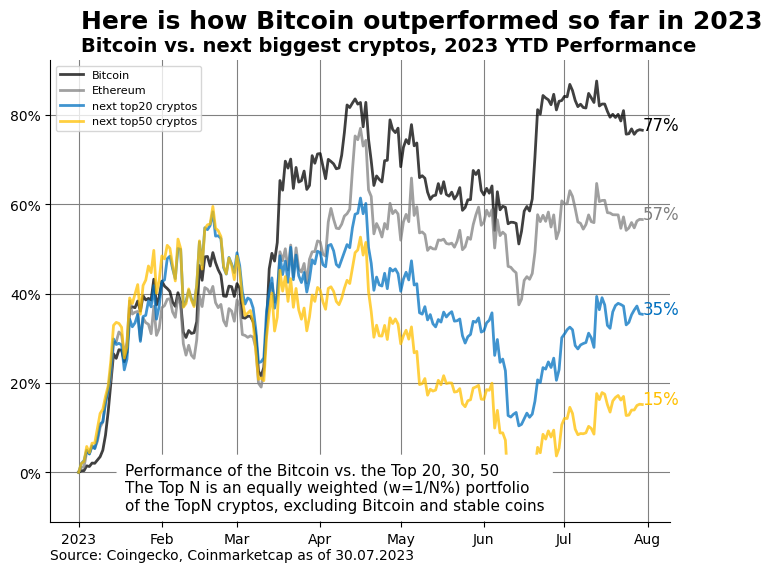 Here is how Bitcoin outperformed so far in 2023
Bitcoin vs. next biggest cryptos, 2023 YTD Performance
Bitcoin
Ethereum
next top20 cryptos
next top50 cryptos
80%
60%
40%
20%
0%
77%
57%
35%
15%
Performance of the Bitcoin vs. the Top 20, 30, 50
The Top N is an equally weighted (w=1/N%) portfolio
of the TopN cryptos, excluding Bitcoin and stable coins
2023 Feb Mar Apr May Jun Jul Aug
Source: Coingecko, Coinmarketcap as of 30.07.2023